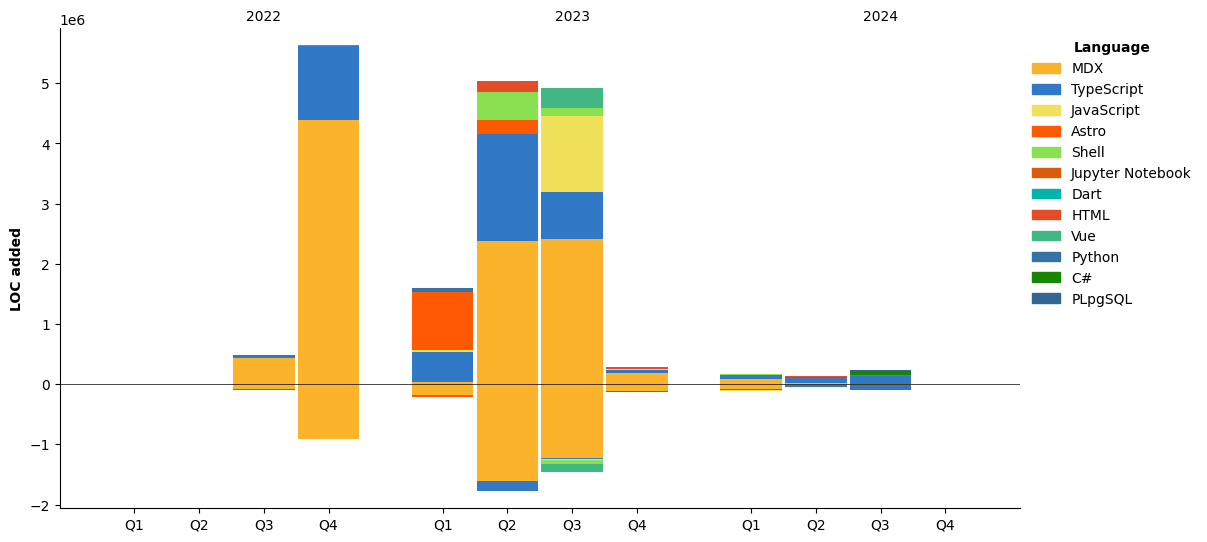 1e6
2022 2023 2024
LOC added
5
4
3
2
1
0
−1
−2
Q1 Q2 Q3 Q4 Q1 Q2 Q3 Q4 Q1 Q2 Q3 Q4
Language
MDX
TypeScript
JavaScript
Astro
Shell
Jupyter Notebook
Dart
HTML
Vue
Python
C#
PLpgSQL